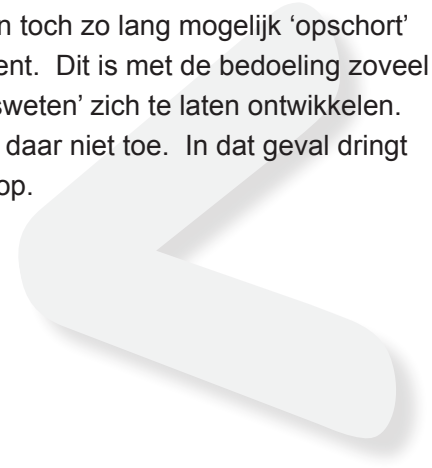 n toch zo lang mogelijk ‘opschort’
ent.  Dit is met de bedoeling zoveel
sweten’ zich te laten ontwikkelen.
daar niet toe.  In dat geval dringt
op.